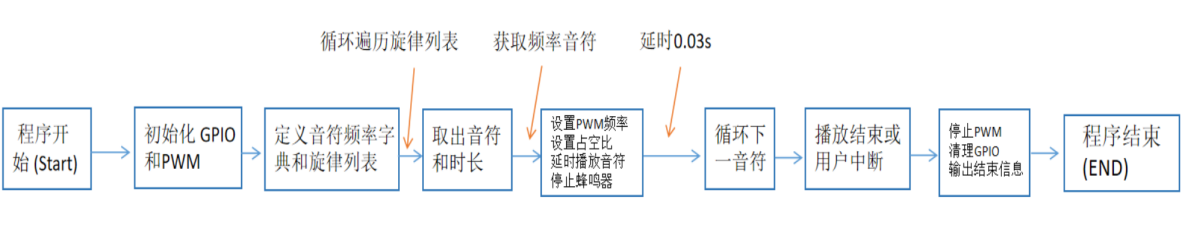 循环遍历旋律列表
获取频率音符
延时0.03s
程序开
始 (Start)
初始化 GPIO
和PWM
定义音符频率字
典和旋律列表
取出音符
和时长
设置PWM频率
设置占空比
延时播放音符
停止蜂鸣器
循环下
一音符
播放结束或
用户中断
停止PWM
清理GPIO
输出结束信息
程序结束
(END)